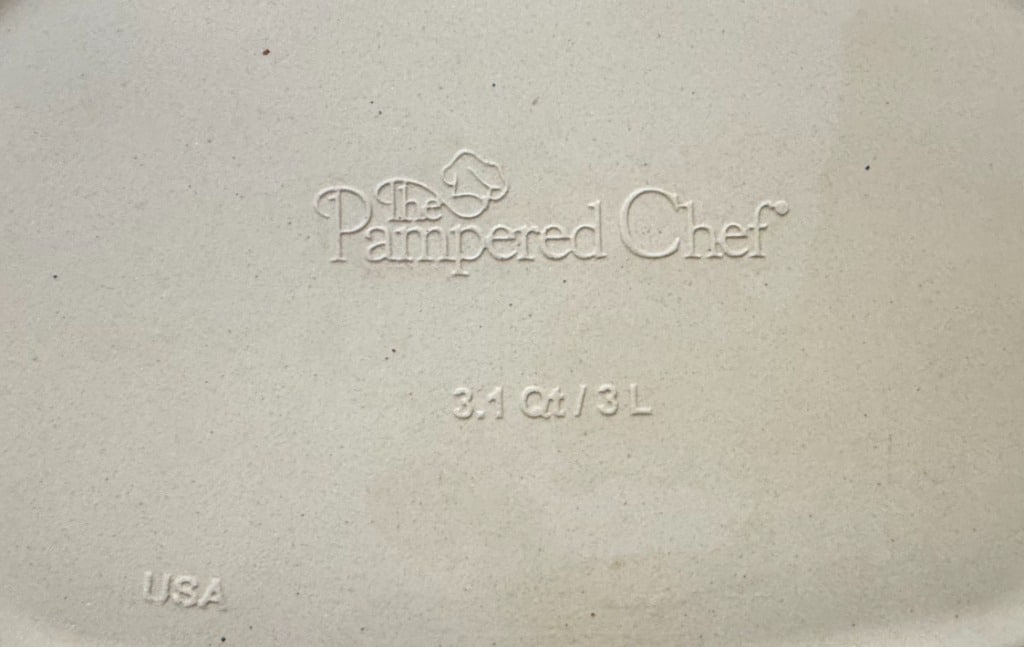 The
Pampered Chef®
3.1 Qt / 3 L
USA